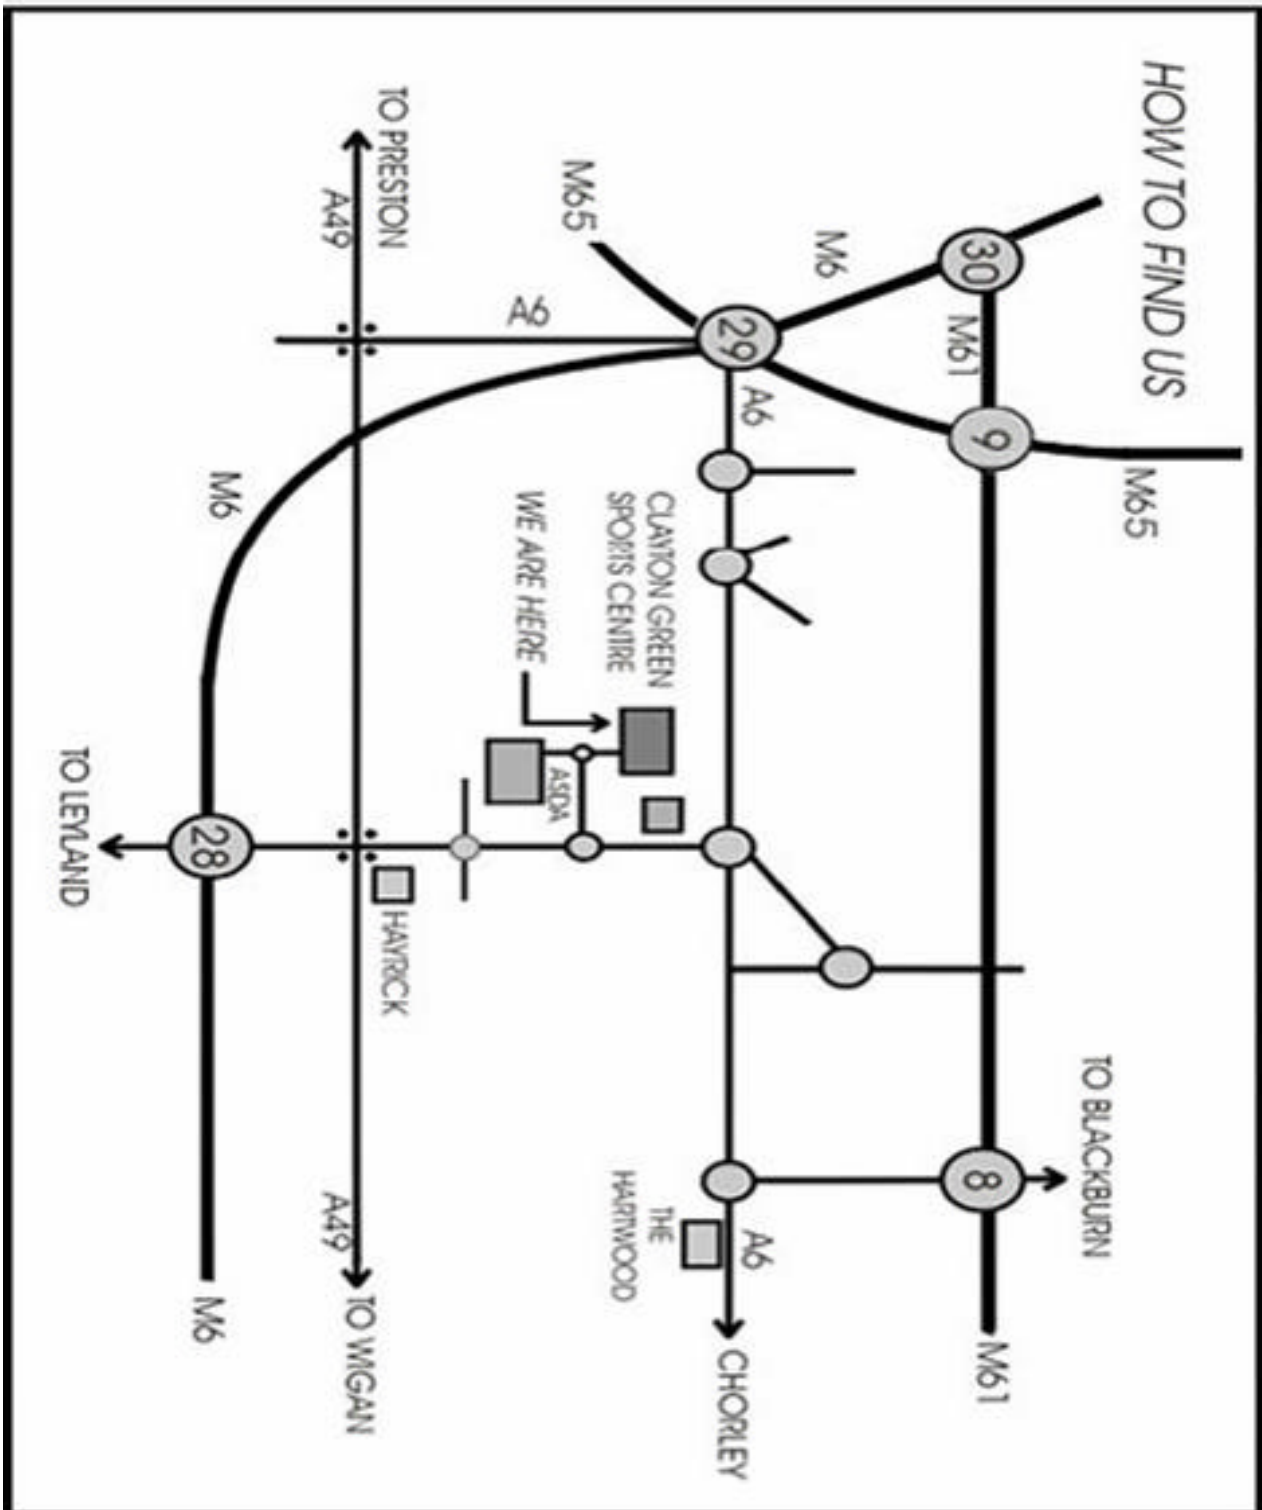 HOW TO FIND US
30
M61
9
M65
M6
29
M65
A6
A6
TO PRESTON
A49
M6
CLAYTON GREEN
SPORTS CENTRE
WE ARE HERE
ASDA
28
TO LEYLAND
HAYRICK
TO BLACKBURN
8
M61
THE
HARTWOOD
A6
CHORLEY
A49
TO WIGAN
M6